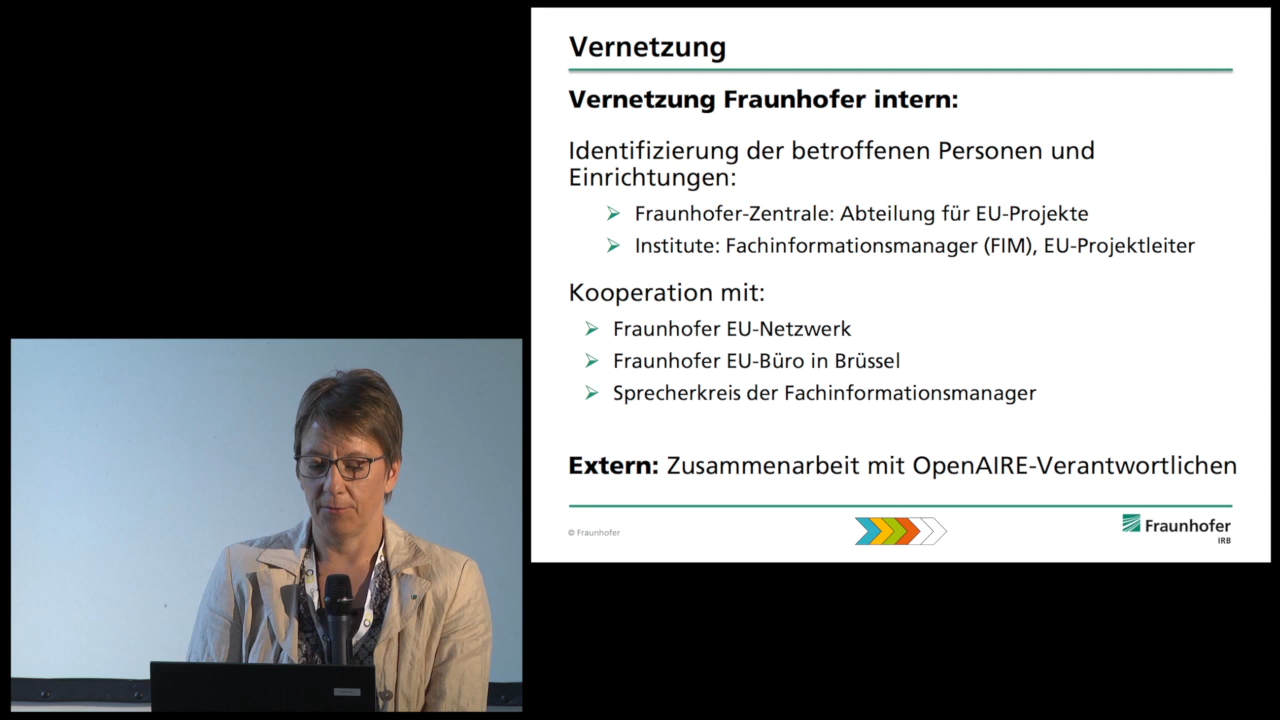 Vernetzung
Vernetzung Fraunhofer intern:
Identifizierung der betroffenen Personen und
Einrichtungen:
Fraunhofer-Zentrale: Abteilung für EU-Projekte
Institute: Fachinformationsmanager (FIM), EU-Projektleiter
Kooperation mit:
Fraunhofer EU-Netzwerk
Fraunhofer EU-Büro in Brüssel
Sprecherkreis der Fachinformationsmanager
Extern: Zusammenarbeit mit OpenAIRE-Verantwortlichen
© Fraunhofer
Fraunhofer
IRB